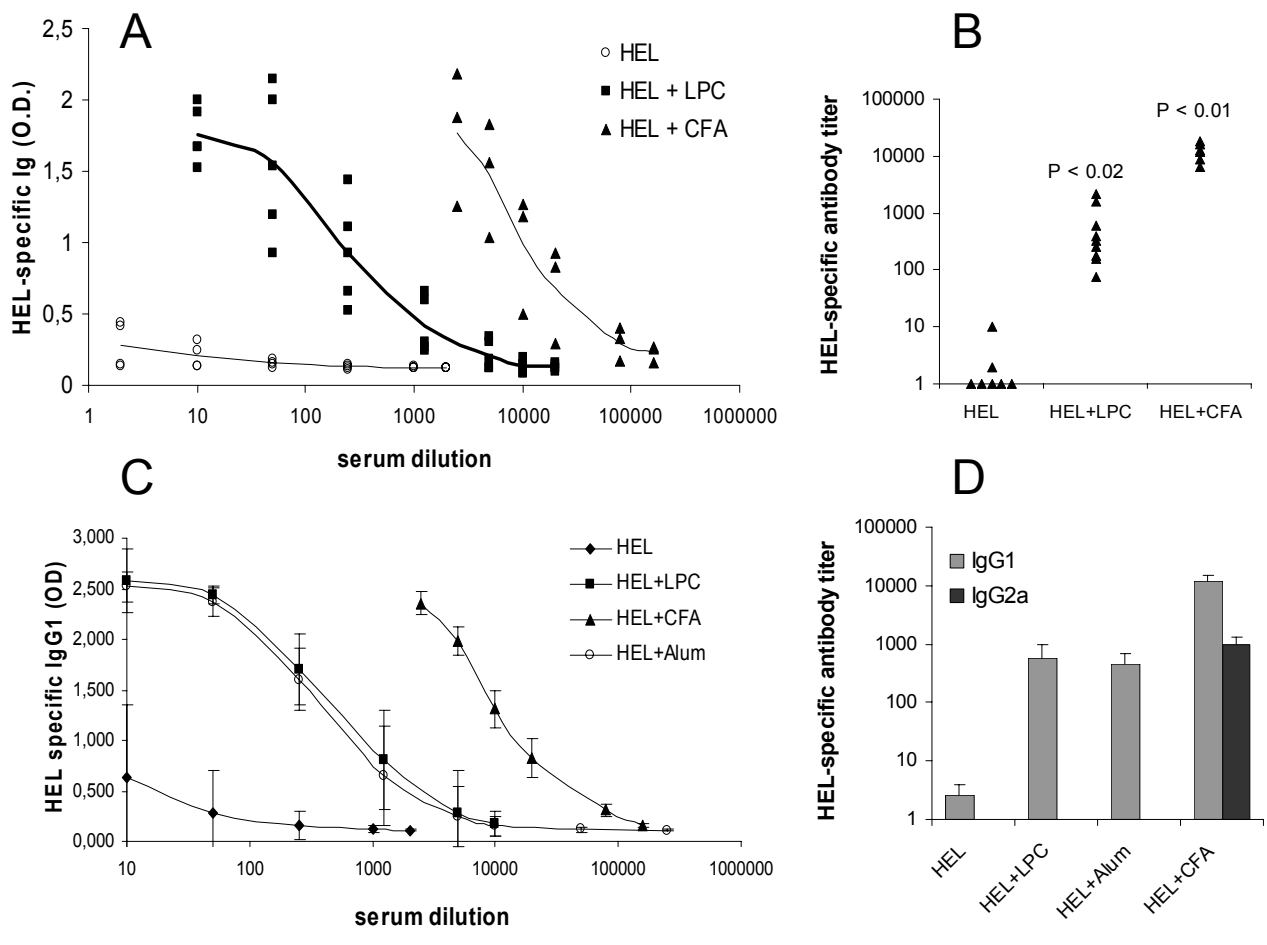 A
2,5
2
1,5
1
0,5
0
HEL-specific Ig (O.D.)
HEL
HEL + LPC
HEL + CFA
1 10 100 1000 10000 100000 1000000
serum dilution
B
100000
10000
1000
100
10
1
HEL-specific antibody titer
P < 0.02
P < 0.01
HEL HEL+LPC HEL+CFA
C
3,000
2,500
2,000
1,500
1,000
0,500
0,000
HEL specific IgG1 (OD)
HEL
HEL+LPC
HEL+CFA
HEL+Alum
10 100 1000 10000 100000 1000000
serum dilution
D
100000
10000
1000
100
10
1
HEL-specific antibody titer
IgG1
IgG2a
HEL
HEL+LPC
HEL+Alum
HEL+CFA